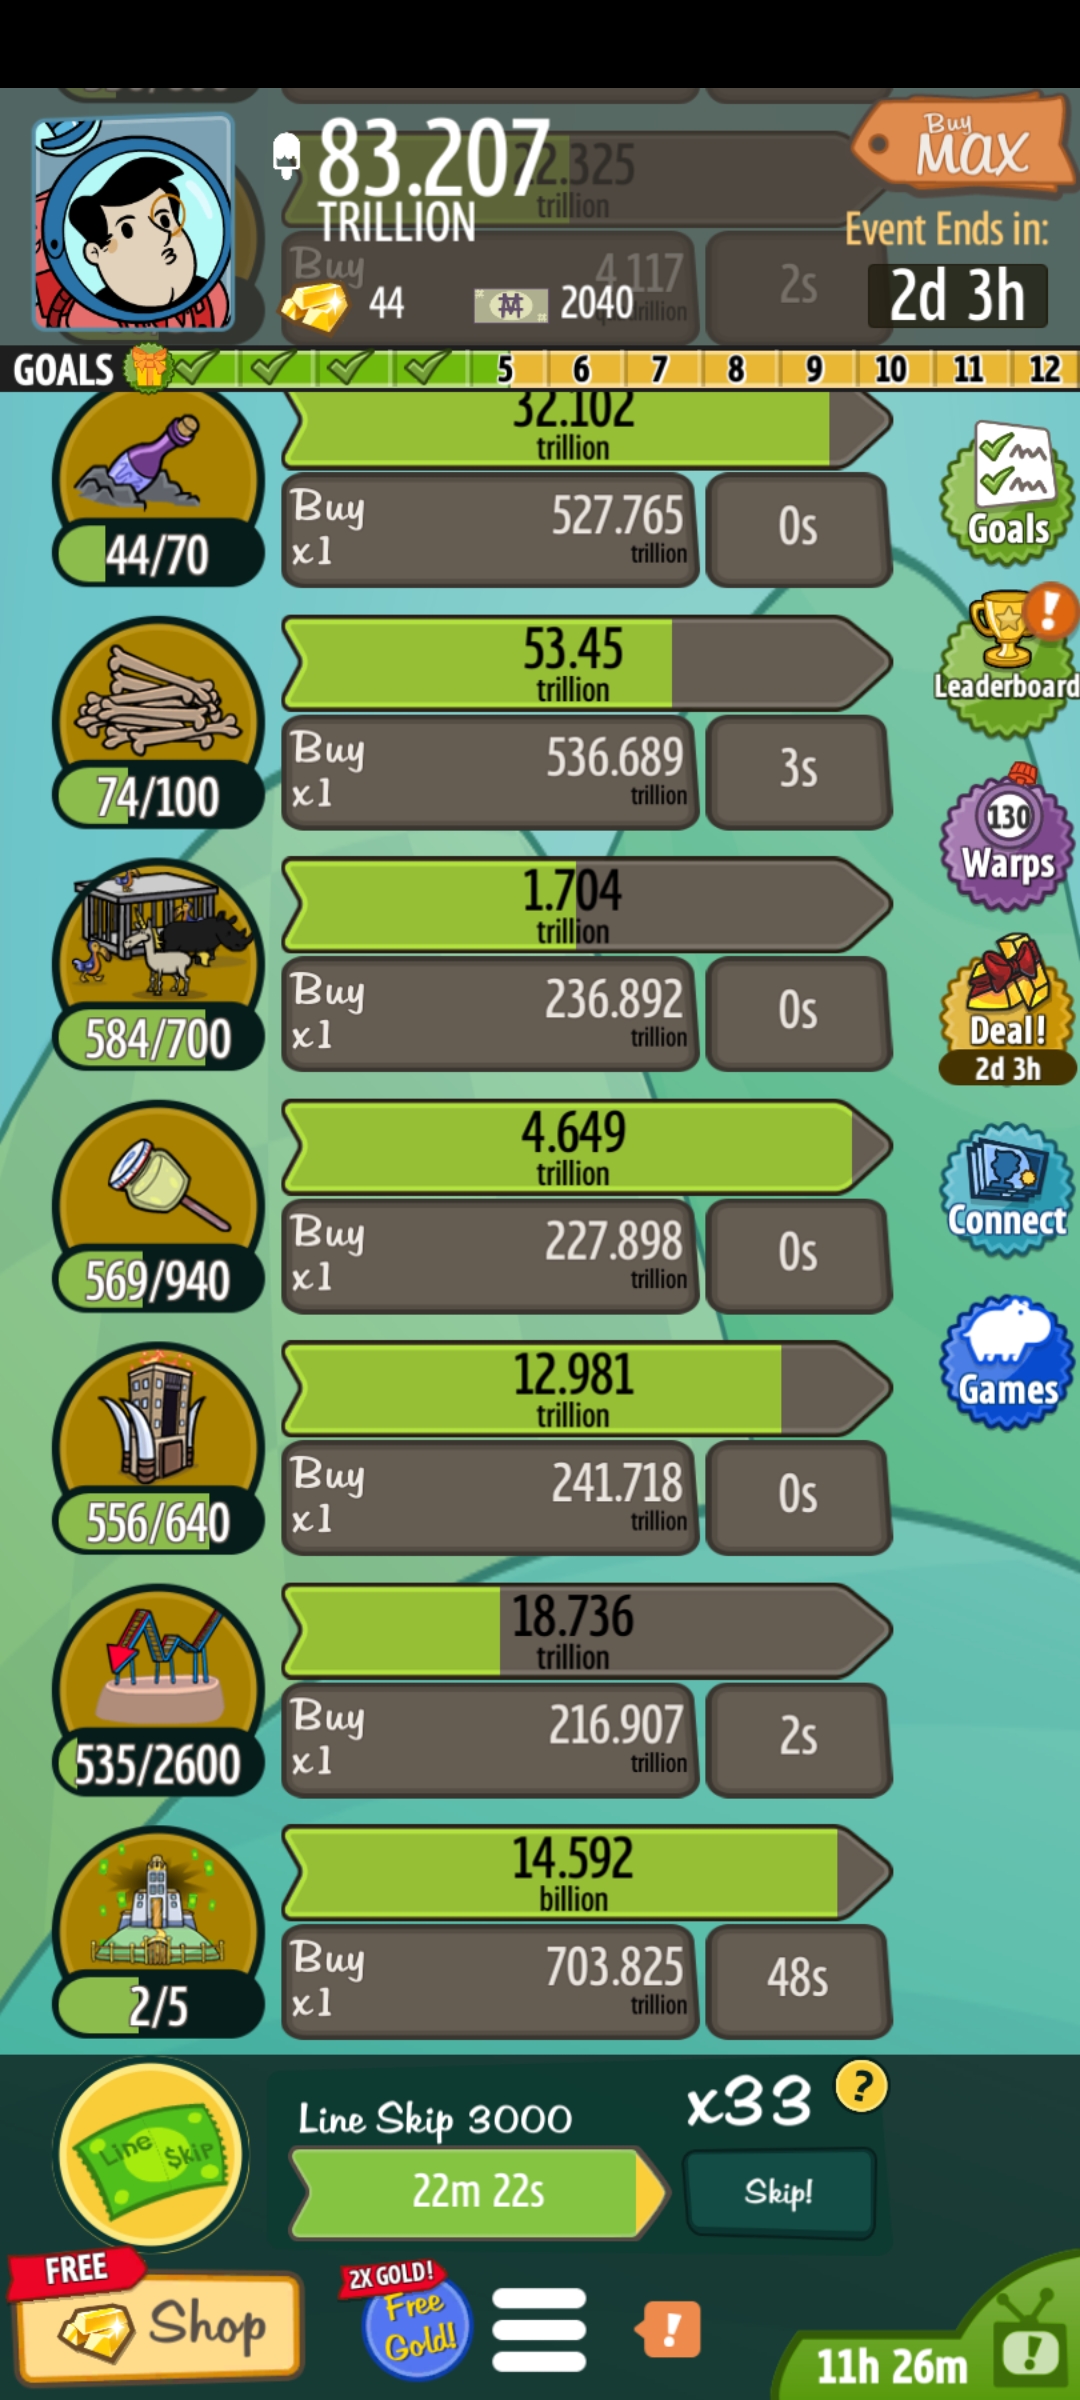 83.207
TRILLION
22.325
trillion
Buy
MAX
Event Ends in:
2d 3h
Buy
4.117
2s
44
2040
GOALS
5
6
7
8
9
10
11
12
32.102
trillion
Buy
x1
527.765
trillion
0s
44/70
Goals
53.45
trillion
Buy
x1
536.689
trillion
3s
74/100
Leaderboard
!
1.704
trillion
Buy
x1
236.892
trillion
0s
584/700
130
Warps
Deal!
2d 3h
4.649
trillion
Buy
x1
227.898
trillion
0s
569/940
Connect
12.981
trillion
Buy
x1
241.718
trillion
0s
556/640
Games
18.736
trillion
Buy
x1
216.907
trillion
2s
535/2600
14.592
billion
Buy
x1
703.825
trillion
48s
2/5
Line $kip
Line Skip 3000
x33
?
22m 22s
Skip!
FREE
Shop
2X GOLD!
Free
Gold!
!
11h 26m
!